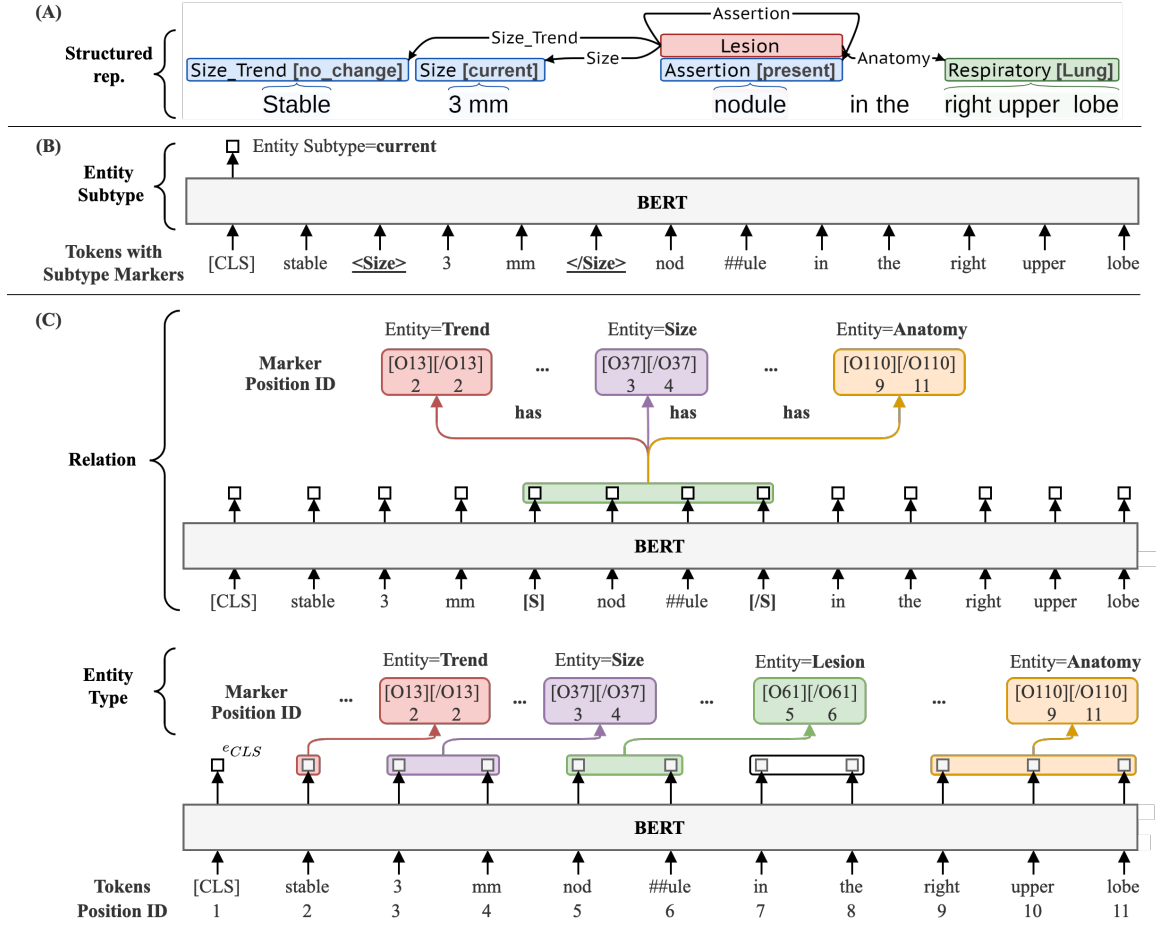 (A)
Structured rep.
Assertion
Size_Trend
Size
Anatomy
Lesion
Size_Trend [no_change]
Size [current]
Assertion [present]
Respiratory [Lung]
Stable 3 mm nodule in the right upper lobe
(B)
Entity Subtype
Entity Subtype=current
BERT
Tokens with Subtype Markers
[CLS] stable <Size> 3 mm </Size> nod ##ule in the right upper lobe
(C)
Relation
Entity=Trend Entity=Size Entity=Anatomy
Marker Position ID
[O13][/O13] ... [O37][/O37] ... [O110][/O110]
2 2 3 4 9 11
has has has
BERT
[CLS] stable 3 mm [S] nod ##ule [/S] in the right upper lobe
Entity Type
Entity=Trend Entity=Size Entity=Lesion Entity=Anatomy
Marker Position ID
... [O13][/O13] ... [O37][/O37] ... [O61][/O61] ... [O110][/O110]
2 2 3 4 5 6 9 11
eCLS
BERT
Tokens [CLS] stable 3 mm nod ##ule in the right upper lobe
Position ID 1 2 3 4 5 6 7 8 9 10 11